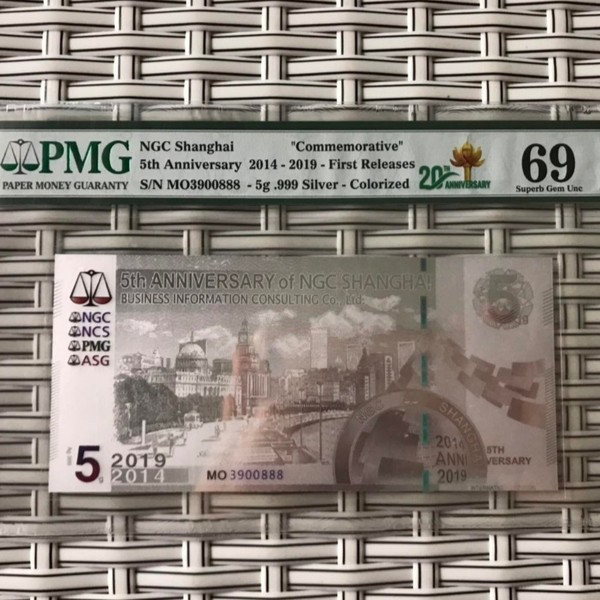 PMG
PAPER MONEY GUARANTY
NGC Shanghai "Commemorative"
5th Anniversary 2014 - 2019 - First Releases
S/N MO3900888 - 5g .999 Silver - Colorized
20TH ANNIVERSARY
69
Superb Gem Unc
5th ANNIVERSARY of NGC SHANGHAI
BUSINESS INFORMATION CONSULTING Co., Ltd.
5
NGC
NCS
PMG
ASG
5g
2019
2014
MO3900888
SHANGHAI
2014
5TH
ANNIVERSARY
2019